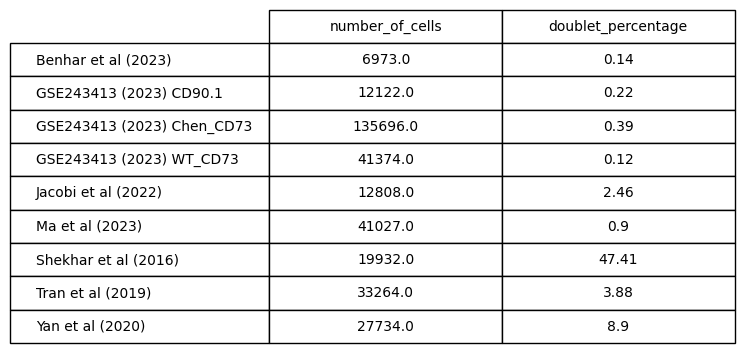 number_of_cells doublet_percentage
Benhar et al (2023) 6973.0 0.14
GSE243413 (2023) CD90.1 12122.0 0.22
GSE243413 (2023) Chen_CD73 135696.0 0.39
GSE243413 (2023) WT_CD73 41374.0 0.12
Jacobi et al (2022) 12808.0 2.46
Ma et al (2023) 41027.0 0.9
Shekhar et al (2016) 19932.0 47.41
Tran et al (2019) 33264.0 3.88
Yan et al (2020) 27734.0 8.9